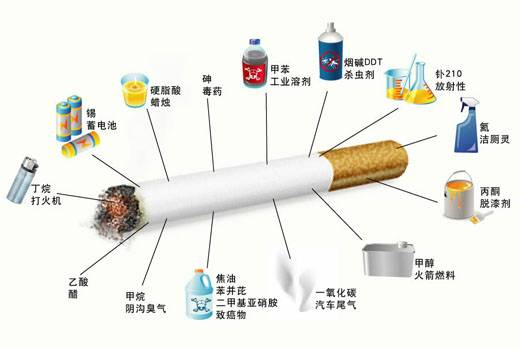 硬脂酸
蜡烛
砷
毒药
甲苯
工业溶剂
烟碱DDT
杀虫剂
钋210
放射性
氨
洁厕灵
丙酮
脱漆剂
甲醇
火箭燃料
一氧化碳
汽车尾气
焦油
苯并芘
二甲基亚硝胺
致癌物
甲烷
阴沟臭气
乙酸
醋
丁烷
打火机
锡
蓄电池